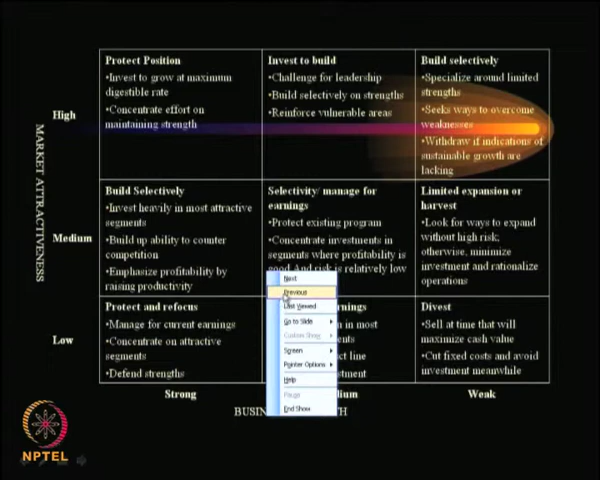 Protect Position
•Invest to grow at maximum
digestible rate
•Concentrate effort on
maintaining strength
Invest to build
•Challenge for leadership
•Build selectively on strengths
•Reinforce vulnerable areas
Build selectively
•Specialize around limited
strengths
•Seeks ways to overcome
weaknesses
•Withdraw if indications of
sustainable growth are
lacking
High
MARKET ATTRACTIVENESS
Build Selectively
•Invest heavily in most attractive
segments
•Build up ability to counter
competition
•Emphasize profitability by
raising productivity
Selectivity/ manage for
earnings
•Protect existing program
•Concentrate investments in
segments where profitability is
good And risk is relatively low
Limited expansion or
harvest
•Look for ways to expand
without high risk;
otherwise, minimize
investment and rationalize
operations
Medium
Next
Previous
Last Viewed
Go to Slide
Custom Show
Screen
Pointer Options
Help
Pause
End Show
Protect and refocus
•Manage for current earnings
•Concentrate on attractive
segments
•Defend strengths
in most
Divest
•Sell at time that will
maximize cash value
•Cut fixed costs and avoid
investment meanwhile
Low
Strong
Weak
NPTEL